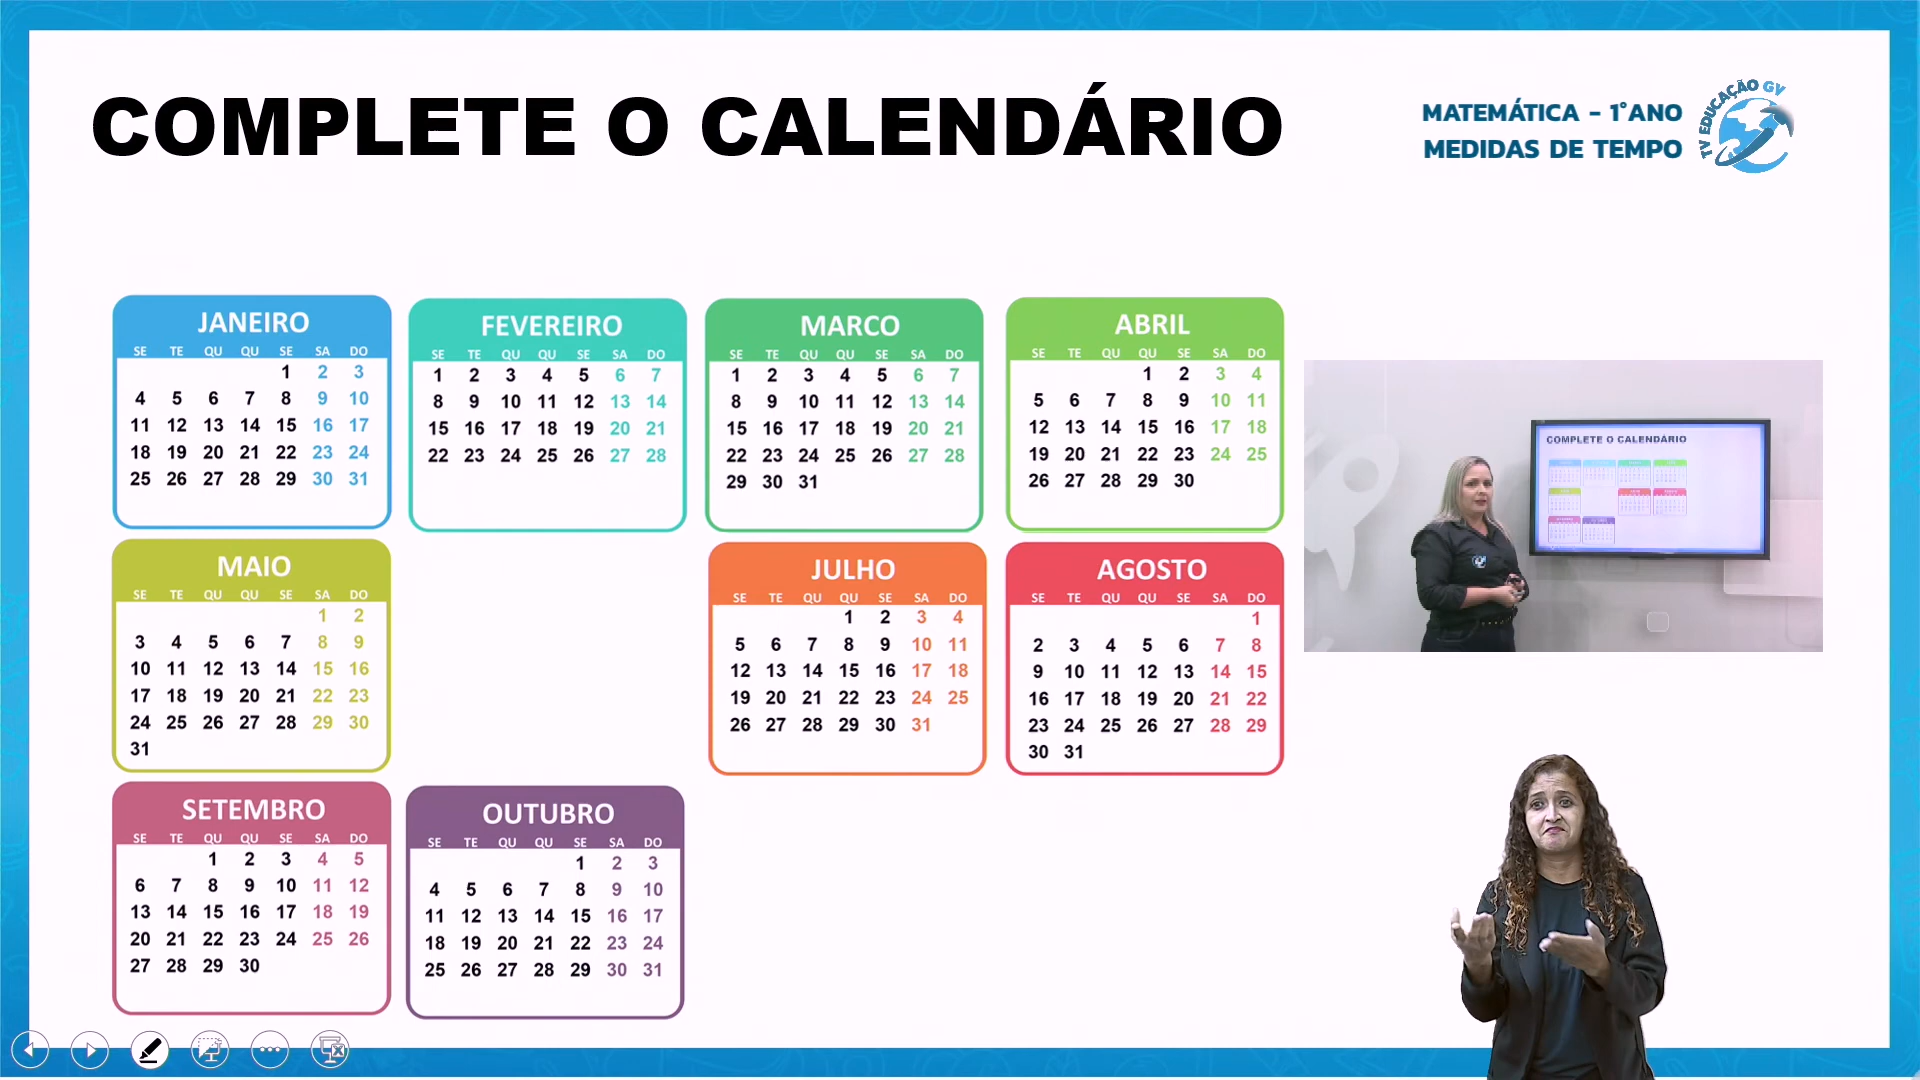 COMPLETE O CALENDÁRIO
MATEMÁTICA - 1°ANO
MEDIDAS DE TEMPO
TV EDUCAÇÃO GV
JANEIRO
SE TE QU QU SE SA DO
1 2 3
4 5 6 7 8 9 10
11 12 13 14 15 16 17
18 19 20 21 22 23 24
25 26 27 28 29 30 31
FEVEREIRO
SE TE QU QU SE SA DO
1 2 3 4 5 6 7
8 9 10 11 12 13 14
15 16 17 18 19 20 21
22 23 24 25 26 27 28
MARCO
SE TE QU QU SE SA DO
1 2 3 4 5 6 7
8 9 10 11 12 13 14
15 16 17 18 19 20 21
22 23 24 25 26 27 28
29 30 31
ABRIL
SE TE QU QU SE SA DO
1 2 3 4
5 6 7 8 9 10 11
12 13 14 15 16 17 18
19 20 21 22 23 24 25
26 27 28 29 30
MAIO
SE TE QU QU SE SA DO
1 2
3 4 5 6 7 8 9
10 11 12 13 14 15 16
17 18 19 20 21 22 23
24 25 26 27 28 29 30
31
JULHO
SE TE QU QU SE SA DO
1 2 3 4
5 6 7 8 9 10 11
12 13 14 15 16 17 18
19 20 21 22 23 24 25
26 27 28 29 30 31
AGOSTO
SE TE QU QU SE SA DO
1
2 3 4 5 6 7 8
9 10 11 12 13 14 15
16 17 18 19 20 21 22
23 24 25 26 27 28 29
30 31
SETEMBRO
SE TE QU QU SE SA DO
1 2 3 4 5
6 7 8 9 10 11 12
13 14 15 16 17 18 19
20 21 22 23 24 25 26
27 28 29 30
OUTUBRO
SE TE QU QU SE SA DO
1 2 3
4 5 6 7 8 9 10
11 12 13 14 15 16 17
18 19 20 21 22 23 24
25 26 27 28 29 30 31
COMPLETE O CALENDÁRIO